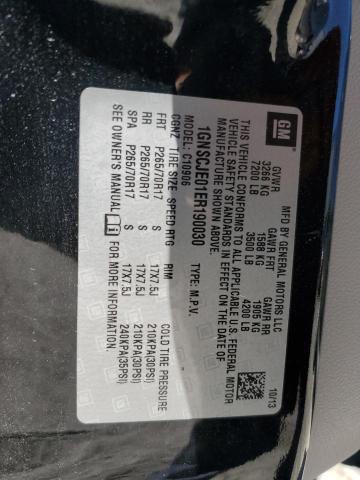 GM
MFD BY GENERAL MOTORS LLC 10/13
GVWR GAWR FRT GAWR RR
3266 KG 1588 KG 1905 KG
7200 LB 3500 LB 4200 LB
THIS VEHICLE CONFORMS TO ALL APPLICABLE U.S. FEDERAL MOTOR
VEHICLE SAFETY STANDARDS IN EFFECT ON THE DATE OF
MANUFACTURE SHOWN ABOVE.
1GNSCJE01ER190030 TYPE: M.P.V.
MODEL: C10906
CGNZ TIRE SIZE SPEED RTG RIM COLD TIRE PRESSURE
FRT P265/70R17 S 17X7.5J 210KPA(30PSI)
RR P265/70R17 S 17X7.5J 210KPA(30PSI)
SPA P265/70R17 S 17X7.5J 240KPA(35PSI)
SEE OWNER'S MANUAL i FOR MORE INFORMATION.